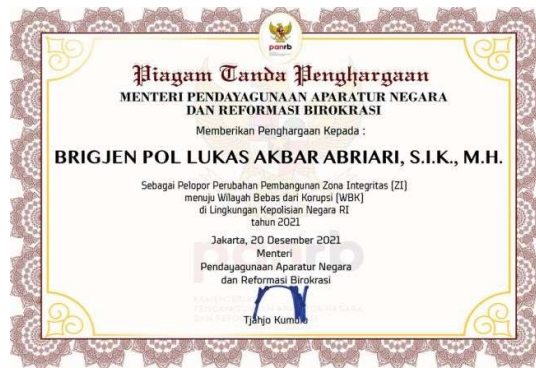 panrb
Piagam Tanda Penghargaan
MENTERI PENDAYAGUNAAN APARATUR NEGARA
DAN REFORMASI BIROKRASI
Memberikan Penghargaan Kepada :
BRIGJEN POL LUKAS AKBAR ABRIARI, S.I.K., M.H.
Sebagai Pelopor Perubahan Pembangunan Zona Integritas (ZI)
menuju Wilayah Bebas dari Korupsi (WBK)
di Lingkungan Kepolisian Negara RI
tahun 2021
Jakarta, 20 Desember 2021
Menteri
Pendayagunaan Aparatur Negara
dan Reformasi Birokrasi
panrb
Tjahjo Kumolo